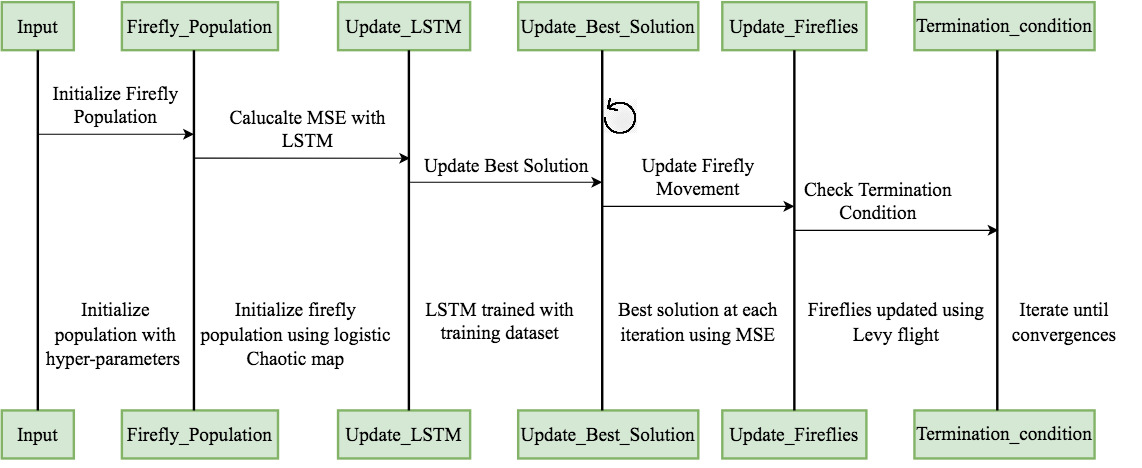 Input
Firefly_Population
Update_LSTM
Update_Best_Solution
Update_Fireflies
Termination_condition
Initialize Firefly
Population
Calucalte MSE with
LSTM
Update Best Solution
Update Firefly
Movement
Check Termination
Condition
Initialize
population with
hyper-parameters
Initialize firefly
population using logistic
Chaotic map
LSTM trained with
training dataset
Best solution at each
iteration using MSE
Fireflies updated using
Levy flight
Iterate until
convergences
Input
Firefly_Population
Update_LSTM
Update_Best_Solution
Update_Fireflies
Termination_condition